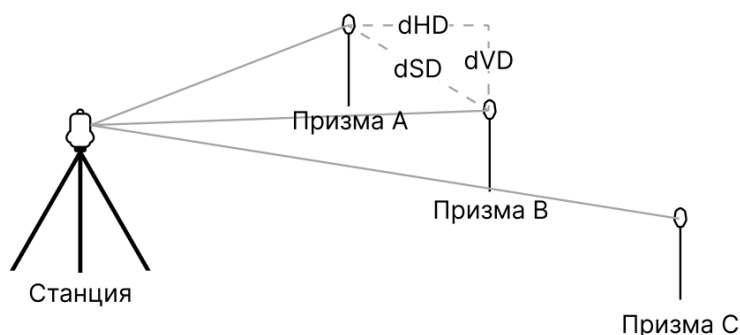 dHD
dVD
dSD
Призма A
Призма B
Станция
Призма C